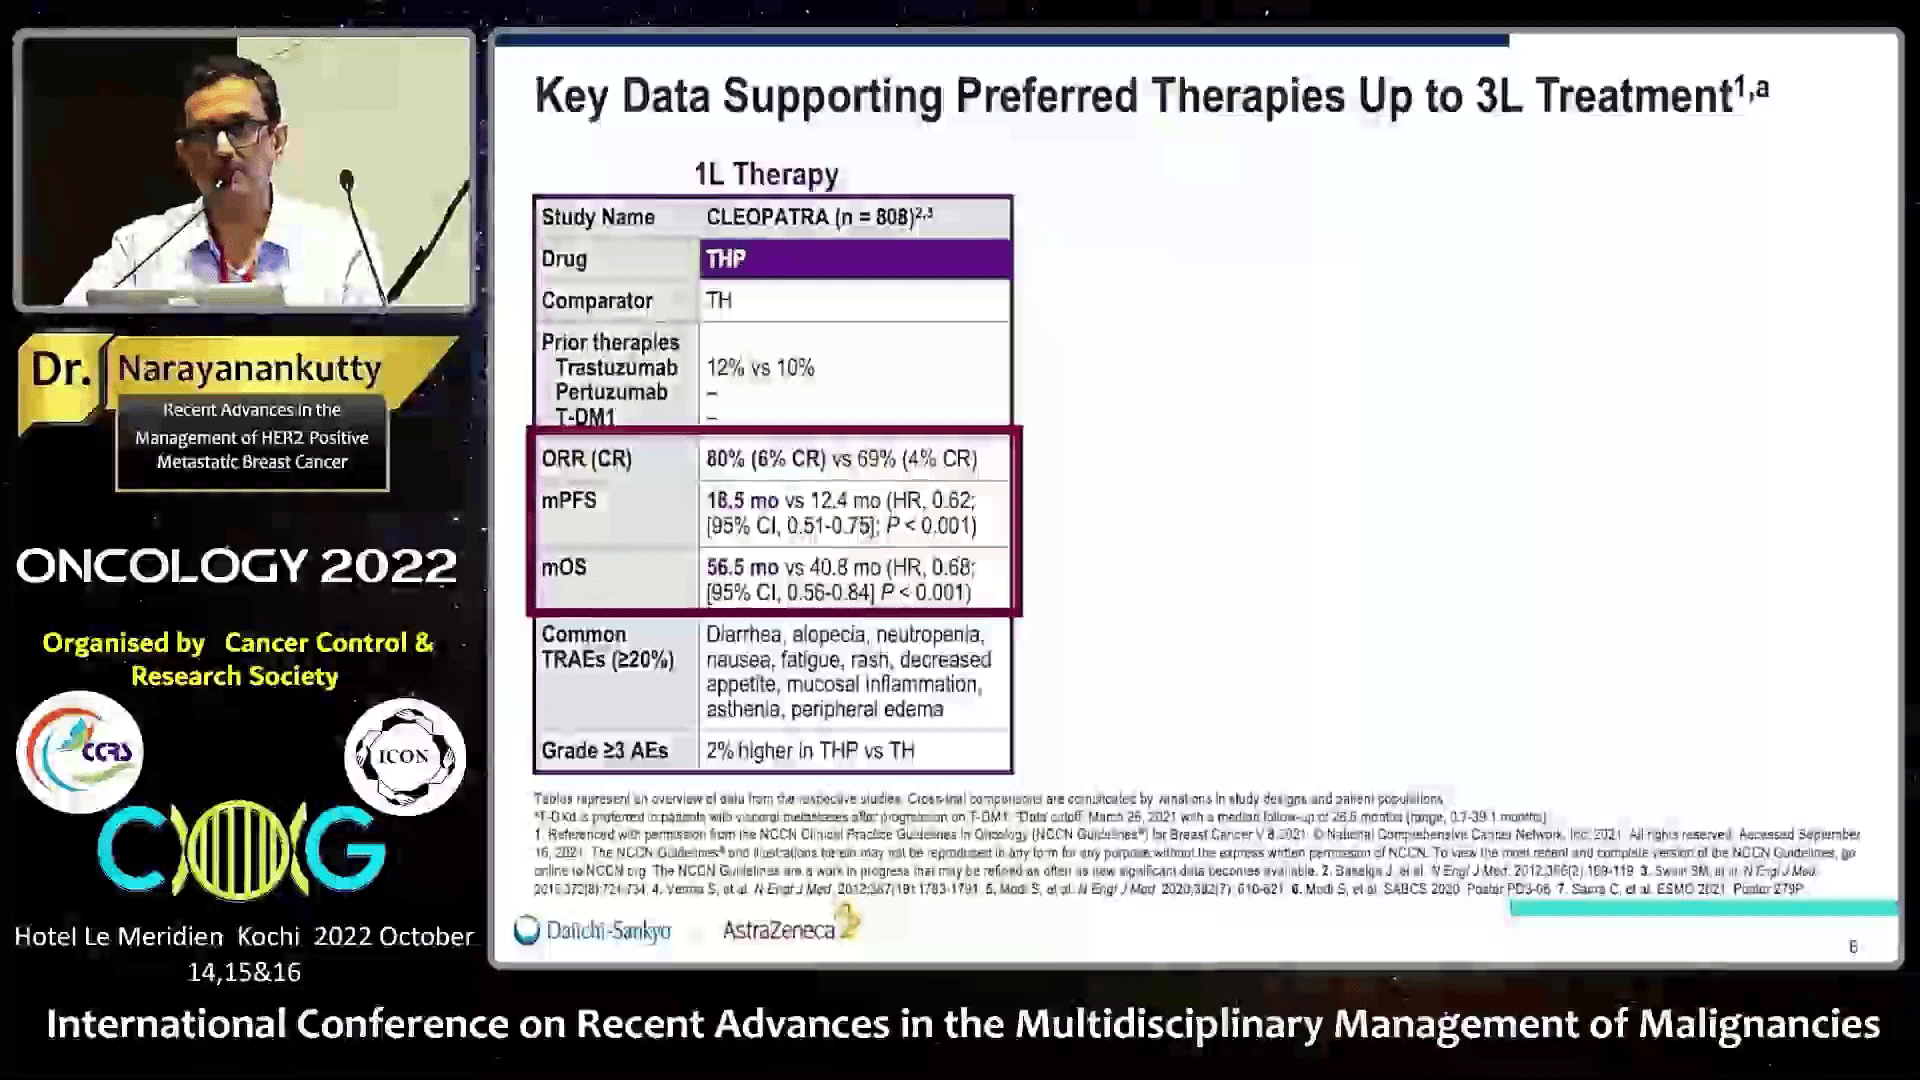 Key Data Supporting Preferred Therapies Up to 3L Treatment1,a
1L Therapy
Study Name CLEOPATRA (n = 808)2,3
Drug THP
Comparator TH
Prior therapies
Trastuzumab 12% vs 10%
Pertuzumab –
T-DM1 –
ORR (CR) 80% (6% CR) vs 69% (4% CR)
mPFS 18.5 mo vs 12.4 mo (HR, 0.62;
[95% CI, 0.51-0.75]; P < 0.001)
mOS 56.5 mo vs 40.8 mo (HR, 0.68;
[95% CI, 0.56-0.84] P < 0.001)
Common Diarrhea, alopecia, neutropenia,
TRAEs (≥20%) nausea, fatigue, rash, decreased
appetite, mucosal inflammation,
asthenia, peripheral edema
Grade ≥3 AEs 2% higher in THP vs TH
Tables represent an overview of data from the respective studies. Cross-trial comparisons are complicated by variations in study designs and patient populations.
T-DXd is preferred in patients with visceral metastases after progression on T-DM1. Data cutoff March 26, 2021 with a median follow-up of
1. Referenced with permission from the NCCN Clinical Practice Guidelines in Oncology (NCCN Guidelines®) for Breast Cancer V.8.2021. © National Comprehensive Cancer Network, Inc. 2021. All rights reserved. Accessed September
16, 2021. The NCCN Guidelines® and illustrations herein may not be reproduced in any form for any purpose without the express written permission of NCCN. To view the most recent and complete version of the NCCN Guidelines, go
online to NCCN.org. The NCCN Guidelines are a work in progress that may be refined as often as new significant data becomes available. 2. Baselga J, et al. N Engl J Med. 2012;366(2):109-119. 3. Swain SM, et al. N Engl J Med.
2015;372(8):724-734. 4. Verma S, et al. N Engl J Med. 2012;367(19):1783-1791. 5. Modi S, et al. N Engl J Med. 2020;382(7):610-621. 6. Modi S, et al. SABCS 2020. Poster PD3-06. 7. ESMO 2021. Poster 279P.
Daiichi-Sankyo AstraZeneca
6
Dr. Narayanankutty
Recent Advances in the
Management of HER2 Positive
Metastatic Breast Cancer
ONCOLOGY 2022
Organised by Cancer Control &
Research Society
CCRS
ICON
COG
Hotel Le Meridien Kochi 2022 October
14,15&16
International Conference on Recent Advances in the Multidisciplinary Management of Malignancies